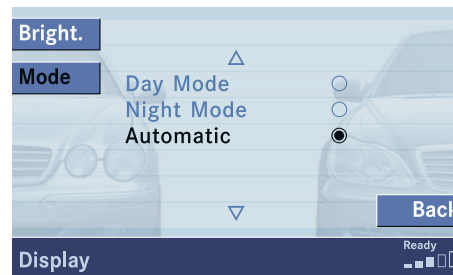 Bright.
Mode
Day Mode
Night Mode
Automatic
Back
Display
Ready